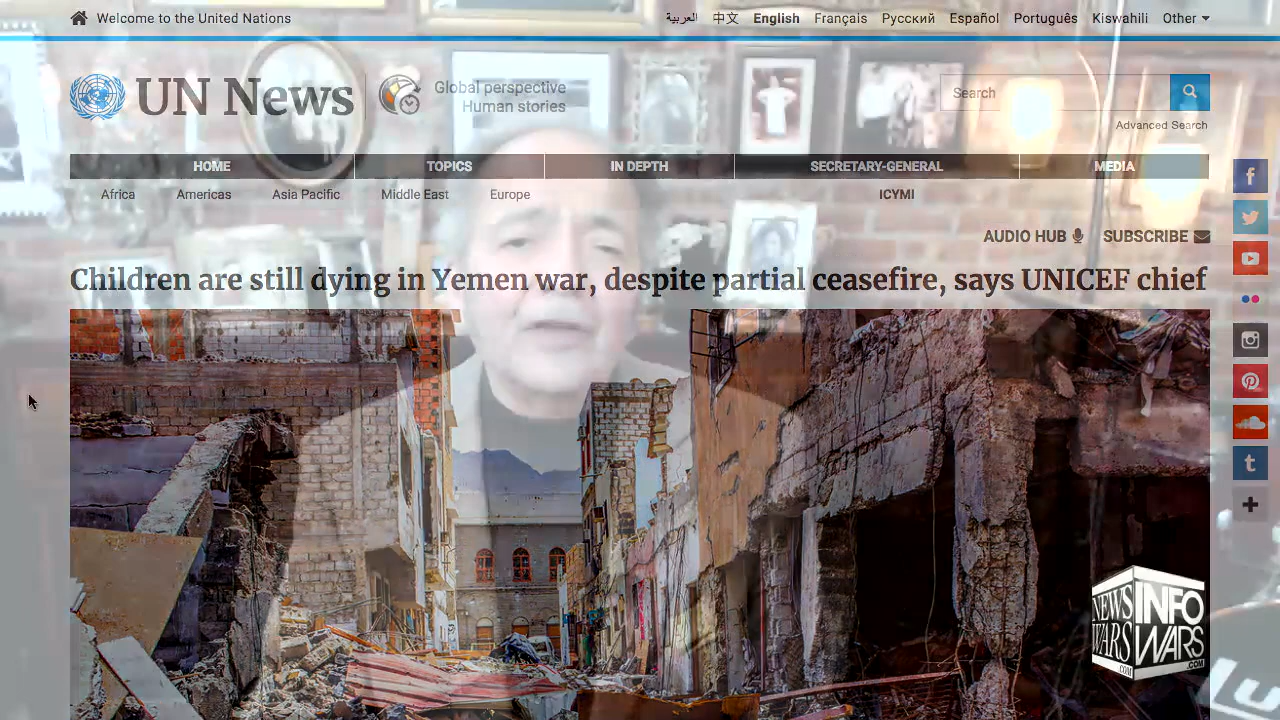 Welcome to the United Nations
العربية 中文 English Français Русский Español Português Kiswahili Other
UN News
Global perspective
Human stories
Search
Advanced Search
HOME TOPICS IN DEPTH SECRETARY-GENERAL MEDIA
Africa Americas Asia Pacific Middle East Europe ICYMI
AUDIO HUB SUBSCRIBE
Children are still dying in Yemen war, despite partial ceasefire, says UNICEF chief
NEWS
WARS
.COM
INFO
WARS
.COM
Lu